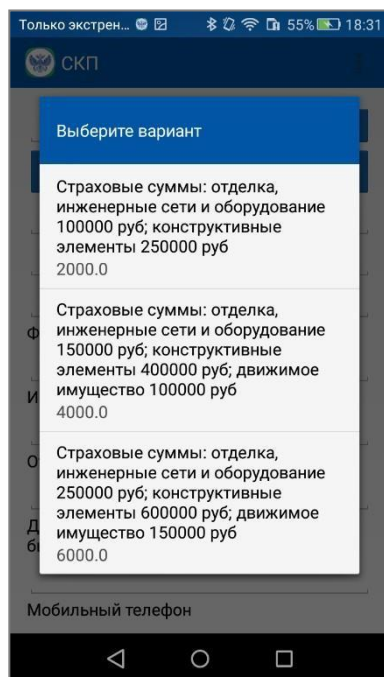 Только экстрен... 55% 18:31
СКП
Выберите вариант
Страховые суммы: отделка,
инженерные сети и оборудование
100000 руб; конструктивные
элементы 250000 руб
2000.0
Страховые суммы: отделка,
инженерные сети и оборудование
Ф
150000 руб; конструктивные
элементы 400000 руб; движимое
И
имущество 100000 руб
4000.0
Страховые суммы: отделка,
О
инженерные сети и оборудование
250000 руб; конструктивные
элементы 600000 руб; движимое
Д
имущество 150000 руб
6000.0
Мобильный телефон